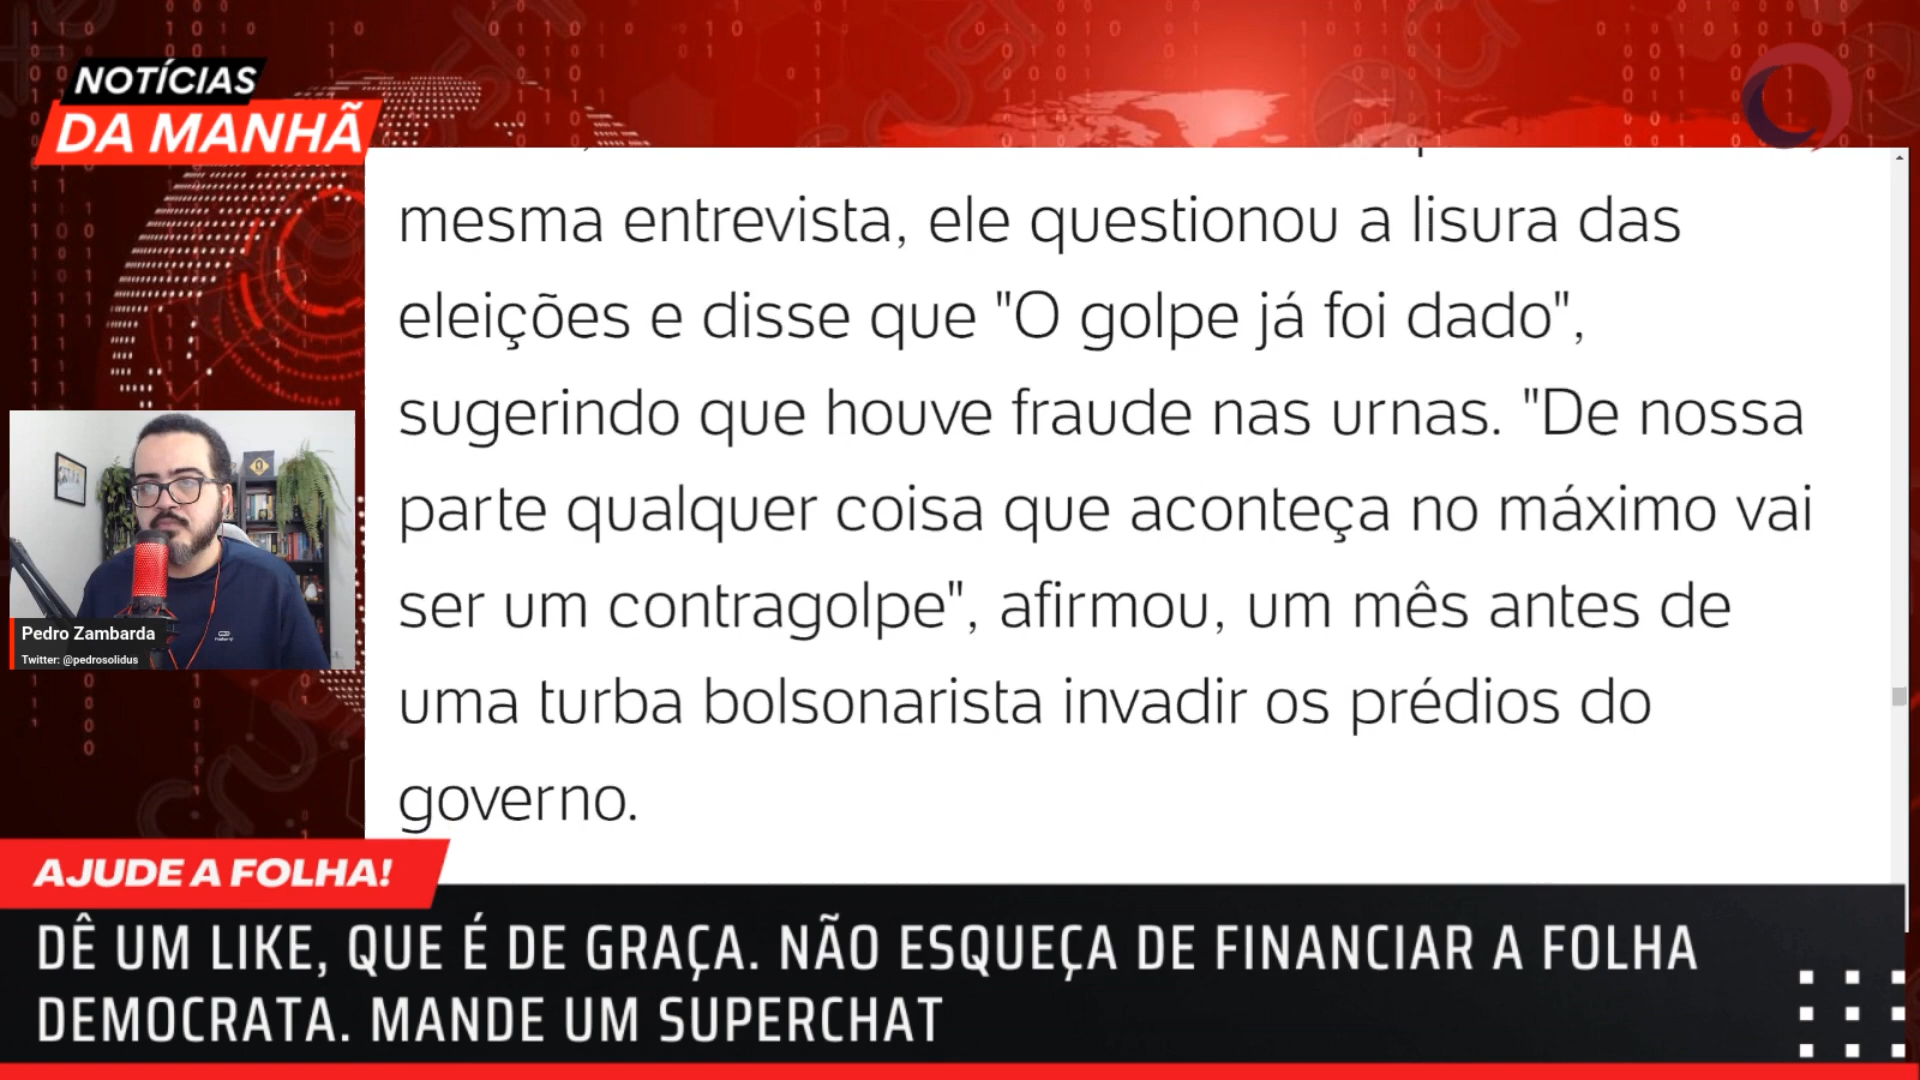 NOTÍCIAS
DA MANHÃ
mesma entrevista, ele questionou a lisura das
eleições e disse que "O golpe já foi dado",
sugerindo que houve fraude nas urnas. "De nossa
parte qualquer coisa que aconteça no máximo vai
ser um contragolpe", afirmou, um mês antes de
uma turba bolsonarista invadir os prédios do
governo.
Pedro Zambarda
Twitter: @pedrosolidus
AJUDE A FOLHA!
DÊ UM LIKE, QUE É DE GRAÇA. NÃO ESQUEÇA DE FINANCIAR A FOLHA
DEMOCRATA. MANDE UM SUPERCHAT